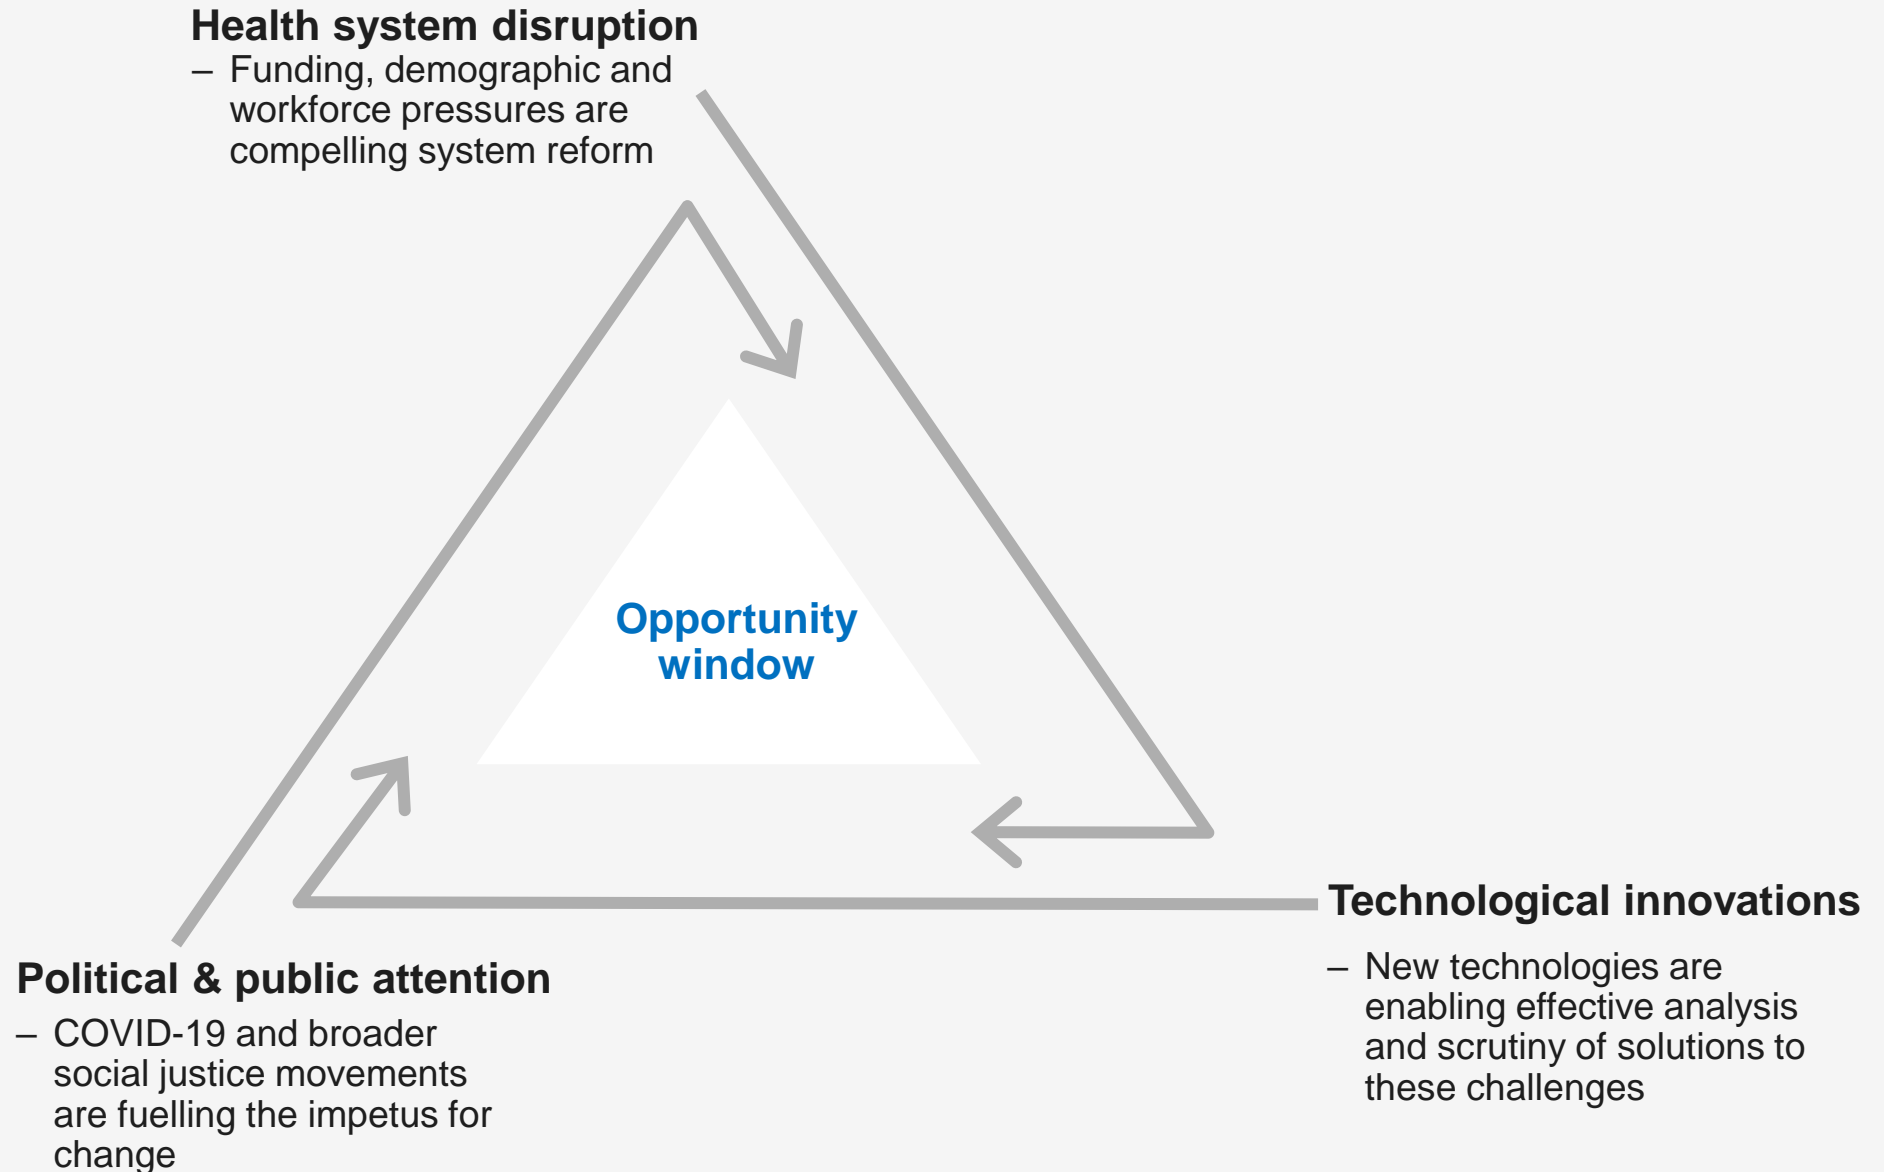 Health system disruption
– Funding, demographic and
workforce pressures are
compelling system reform
Opportunity
window
Technological innovations
– New technologies are
enabling effective analysis
and scrutiny of solutions to
these challenges
Political & public attention
– COVID-19 and broader
social justice movements
are fuelling the impetus for
change